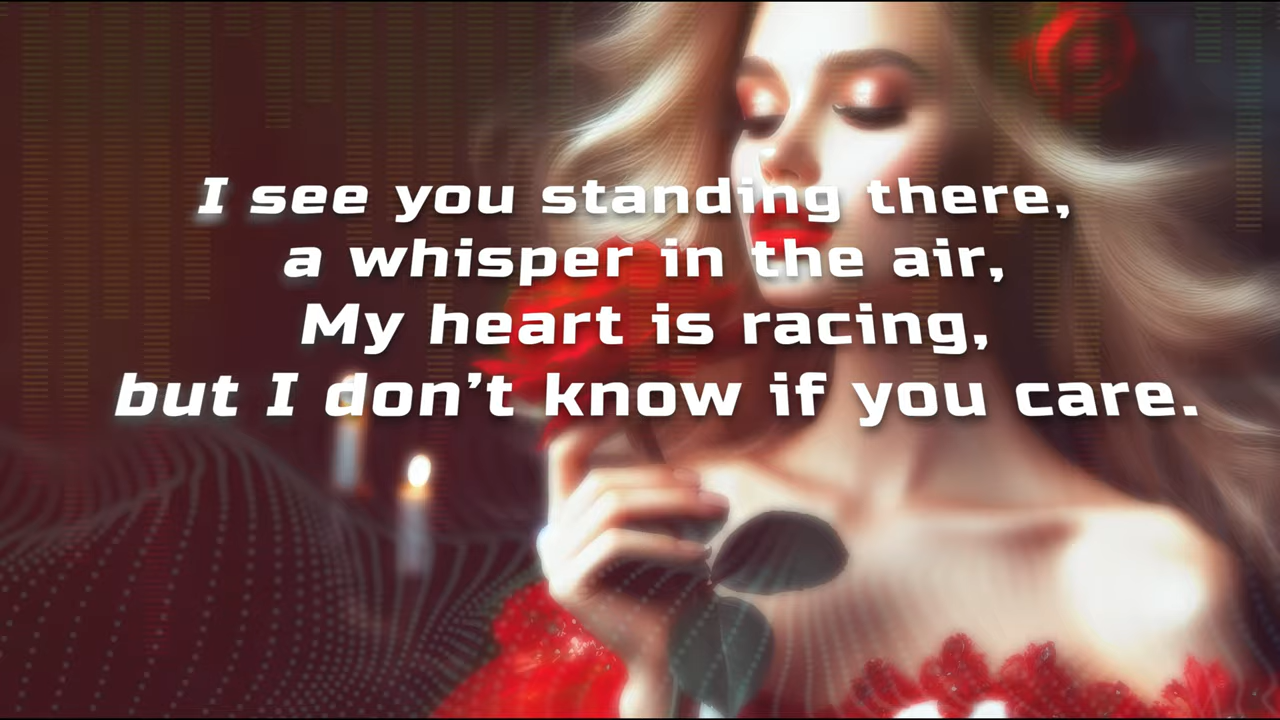 I see you standing there,
a whisper in the air,
My heart is racing,
but I don’t know if you care.